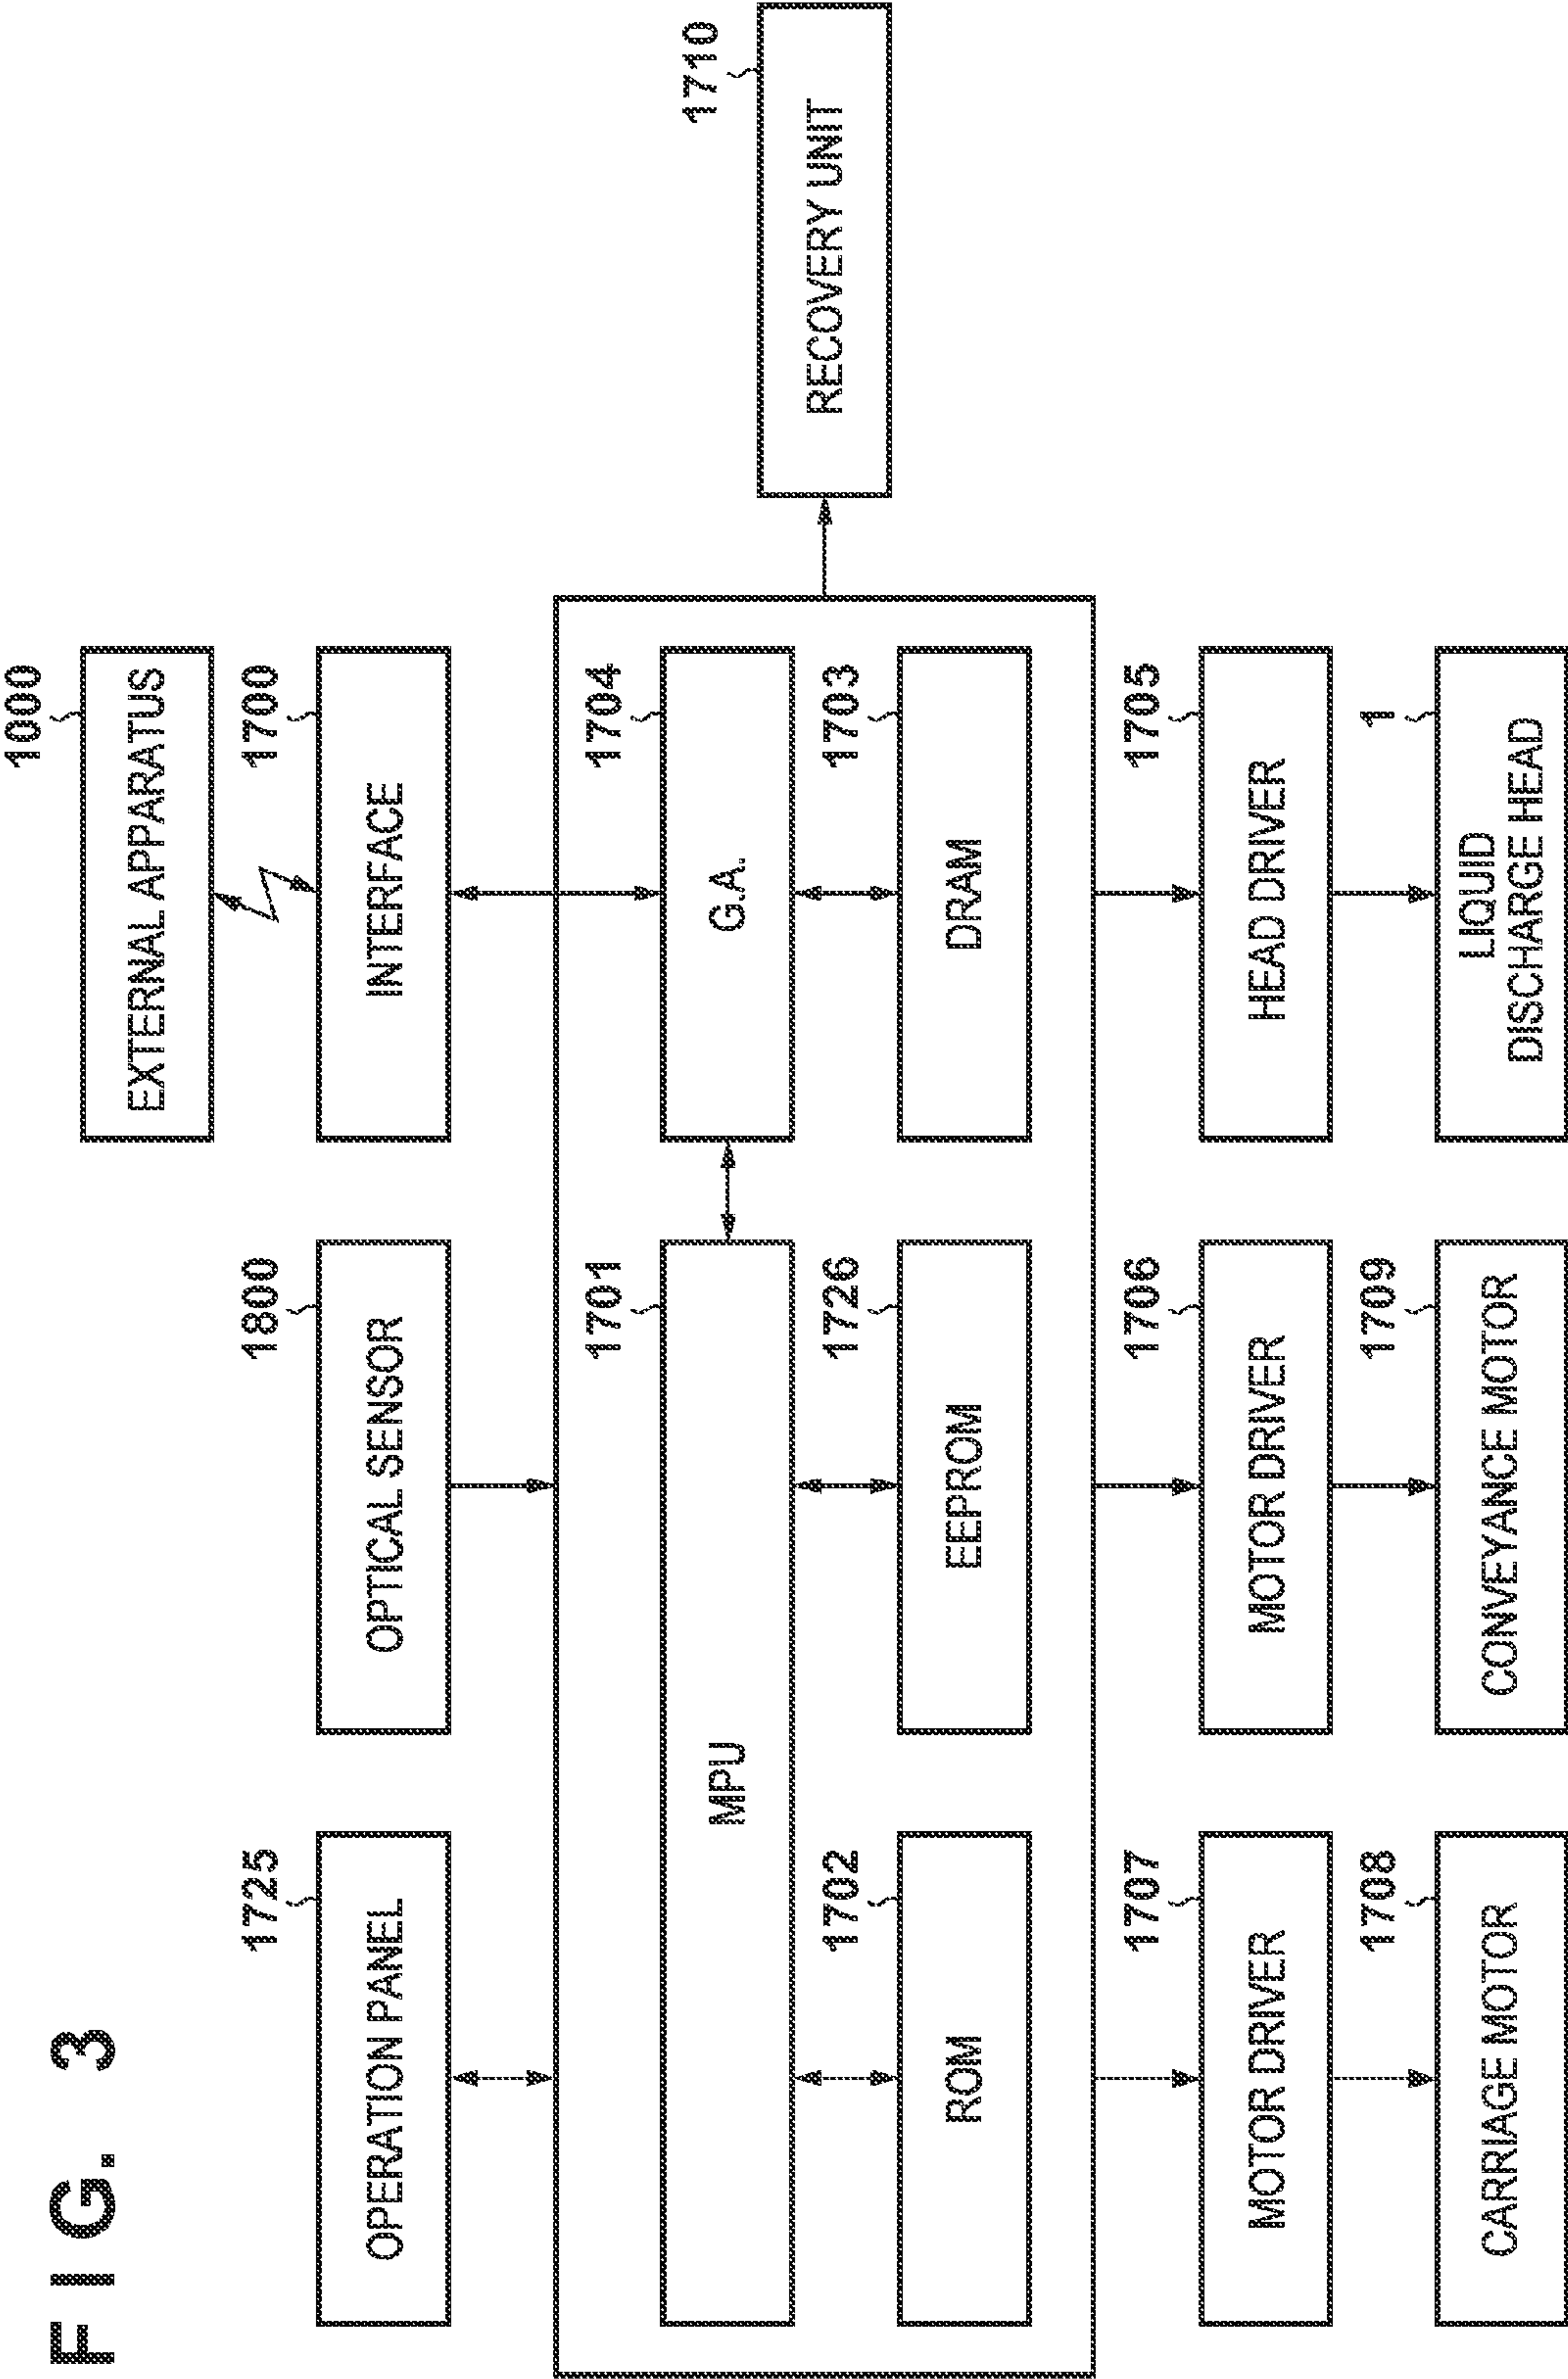 FIG. 3
1000
EXTERNAL APPARATUS
1725
OPERATION PANEL
1800
OPTICAL SENSOR
1700
INTERFACE
1701
MPU
1704
G.A.
1710
RECOVERY UNIT
1702
ROM
1726
EEPROM
1703
DRAM
1707
MOTOR DRIVER
1706
MOTOR DRIVER
1705
HEAD DRIVER
1708
CARRIAGE MOTOR
1709
CONVEYANCE MOTOR
1
LIQUID
DISCHARGE HEAD